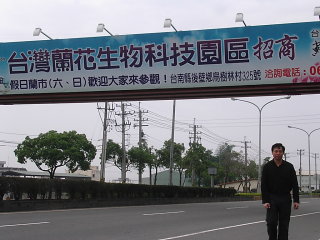 台灣蘭花生物科技園區招商
假日蘭市(六、日)歡迎大家來參觀!台南縣後壁鄉烏樹林村325號 洽詢電話:06